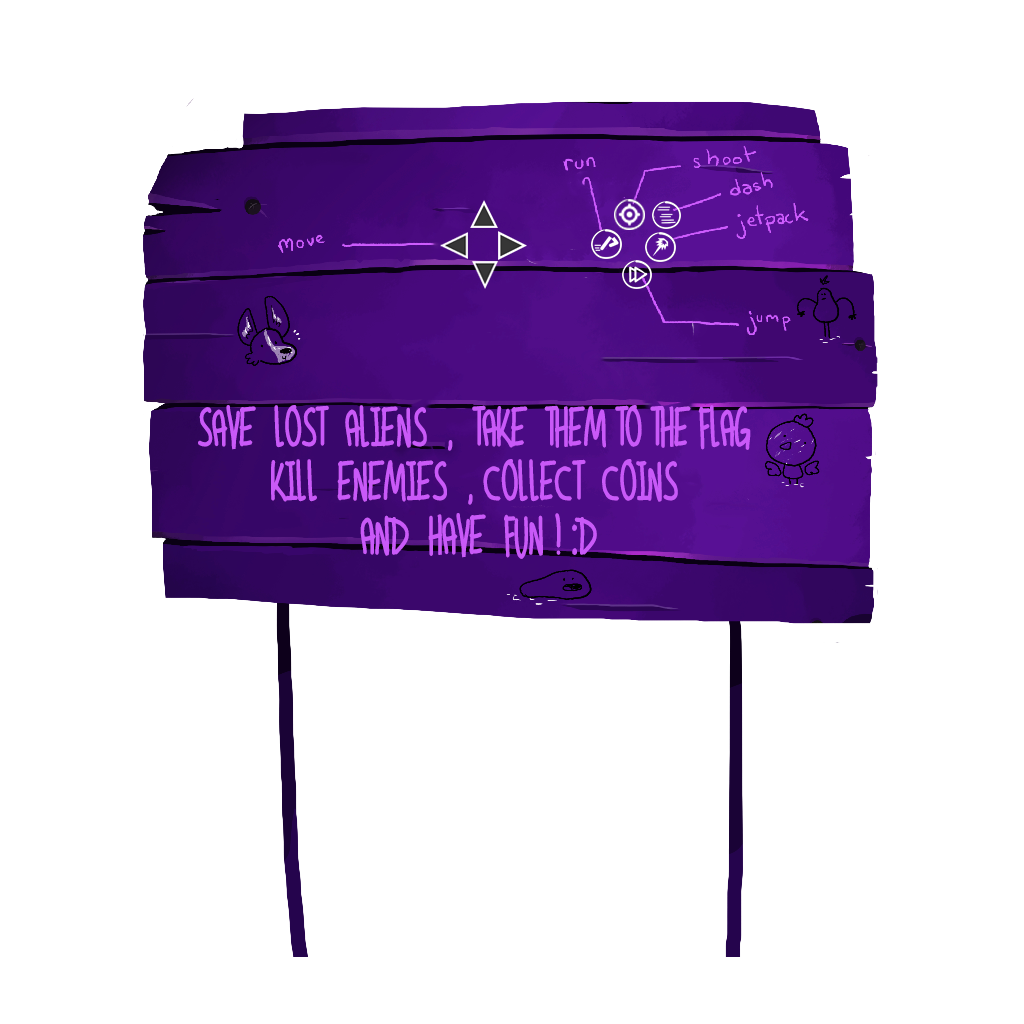 run
shoot
dash
jetpack
move
jump
SAVE LOST ALIENS , TAKE THEM TO THE FLAG
KILL ENEMIES , COLLECT COINS
AND HAVE FUN ! :D